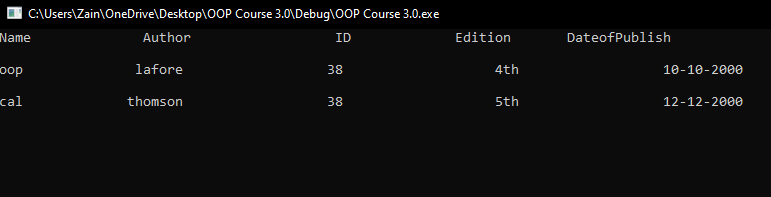 C:\Users\Zain\OneDrive\Desktop\OOP Course 3.0\Debug\OOP Course 3.0.exe
Name Author ID Edition DateofPublish
oop lafore 38 4th 10-10-2000
cal thomson 38 5th 12-12-2000